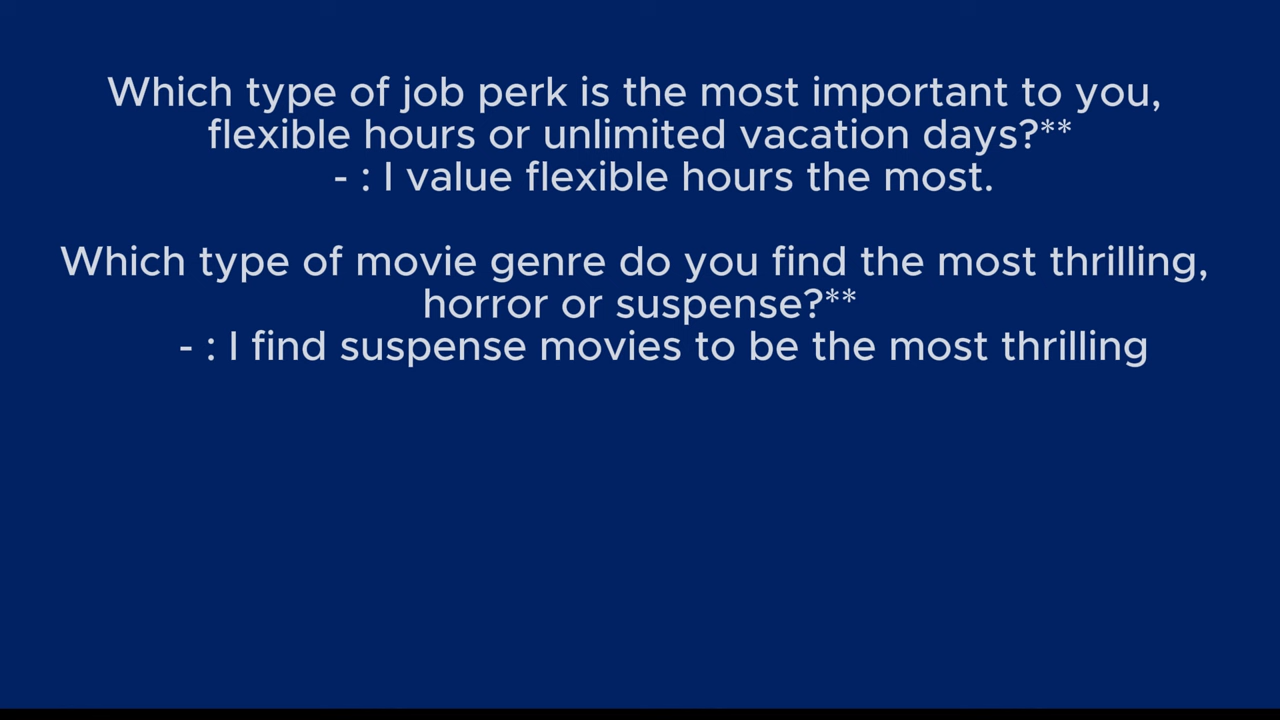 Which type of job perk is the most important to you,
flexible hours or unlimited vacation days?**
- : I value flexible hours the most.
Which type of movie genre do you find the most thrilling,
horror or suspense?**
- : I find suspense movies to be the most thrilling